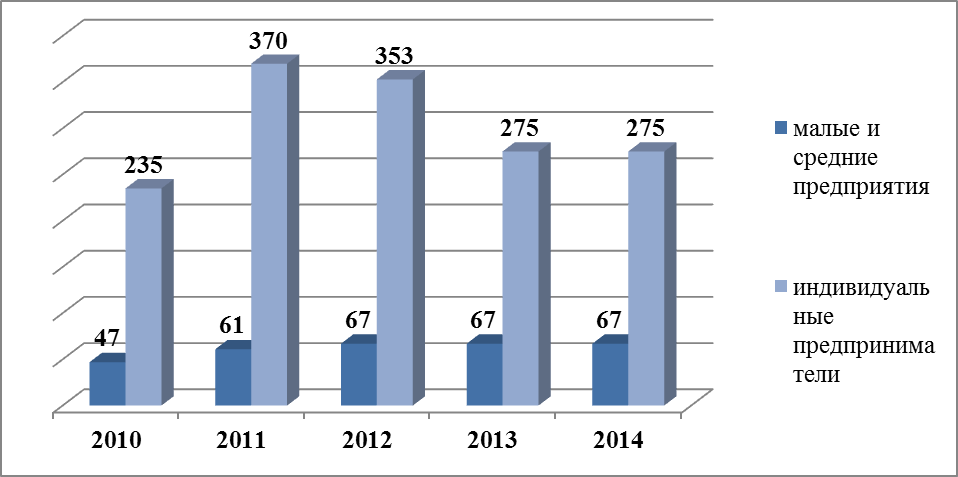 370
353
275
275
235
67
67
67
61
47
2010
2011
2012
2013
2014
малые и
средние
предприятия
индивидуаль
ные
предпринима
тели